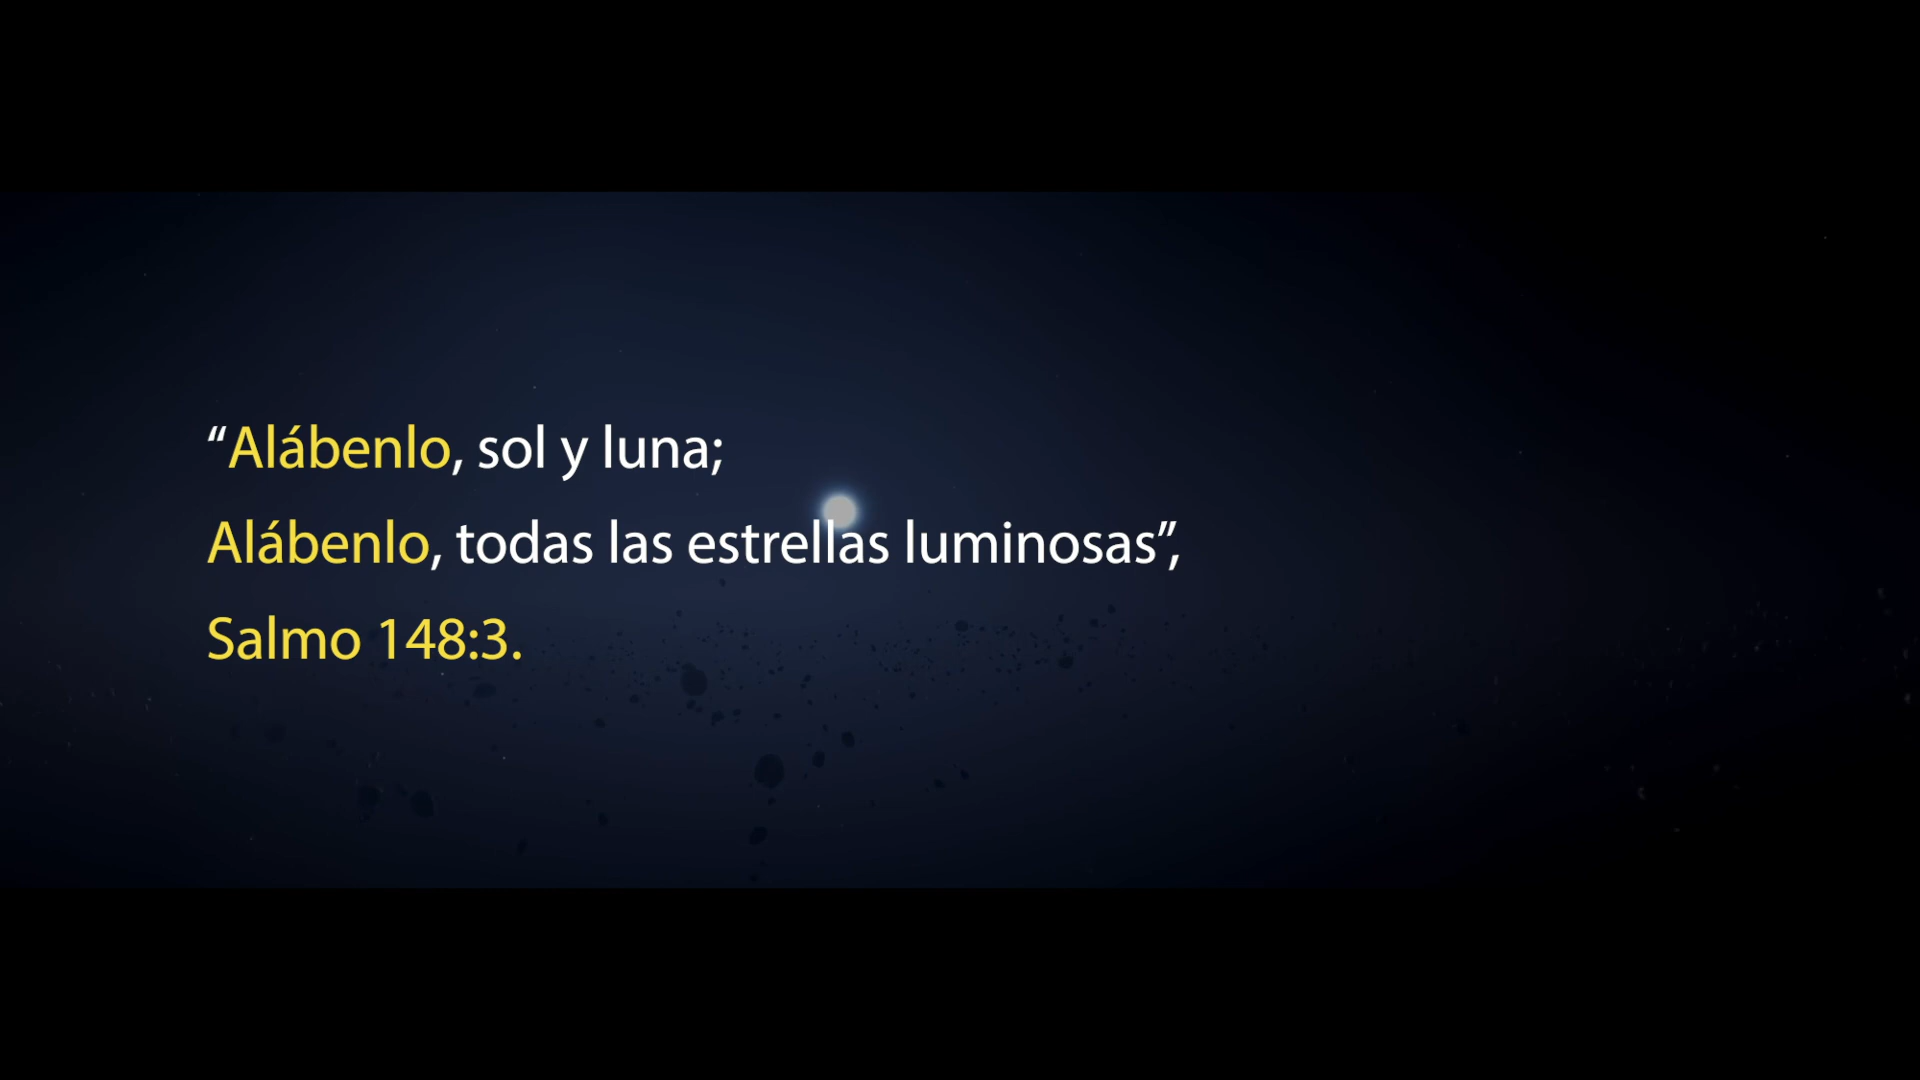 “Alábenlo, sol y luna;
Alábenlo, todas las estrellas luminosas”,
Salmo 148:3.